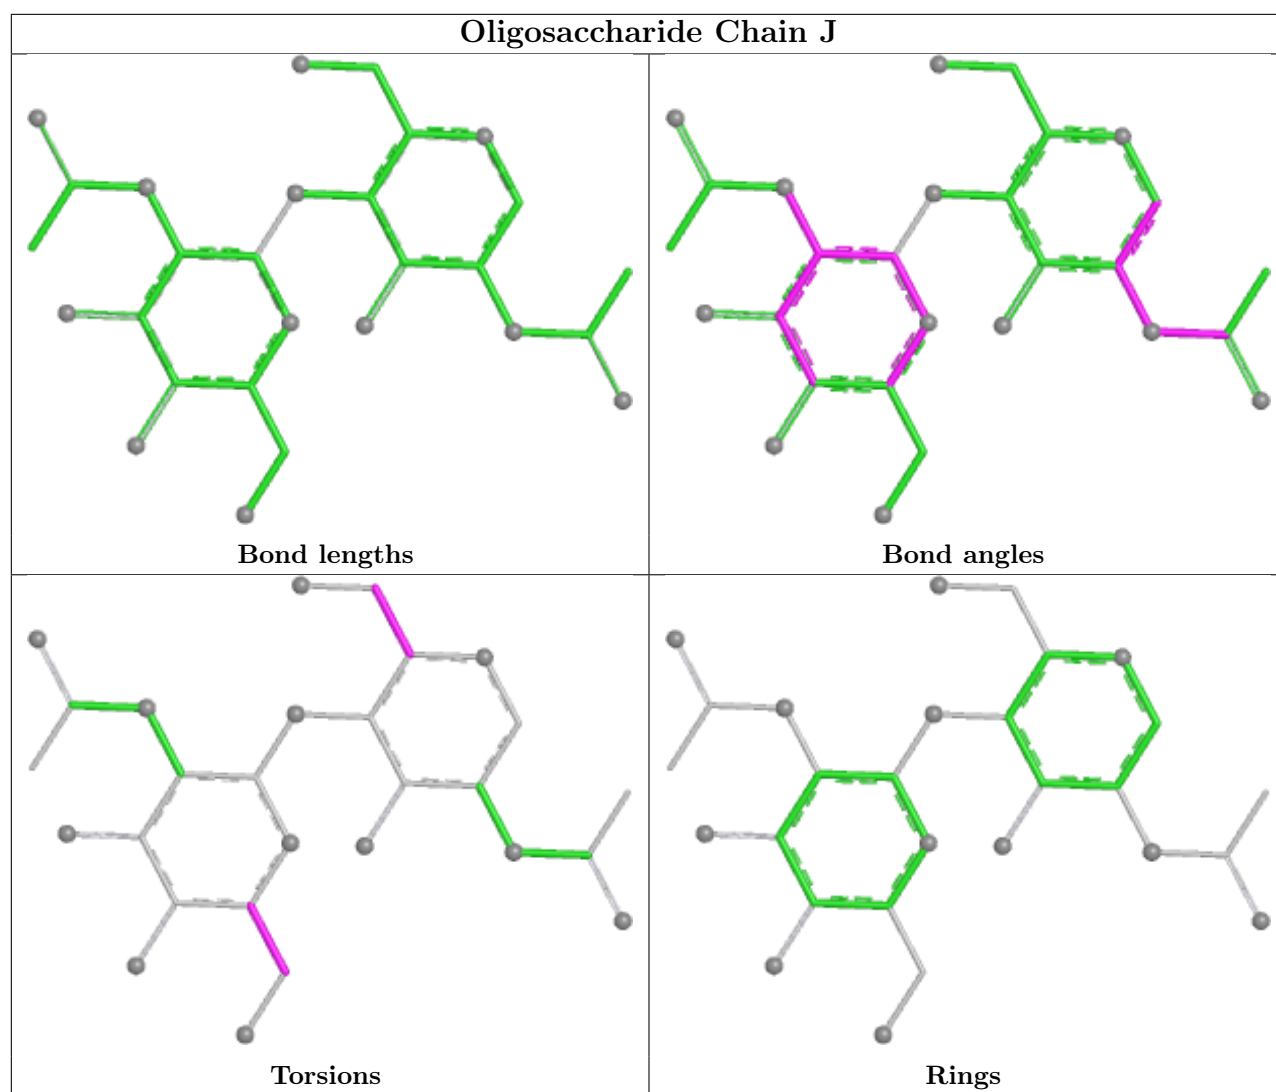 Oligosaccharide Chain J
Bond lengths
Bond angles
Torsions
Rings